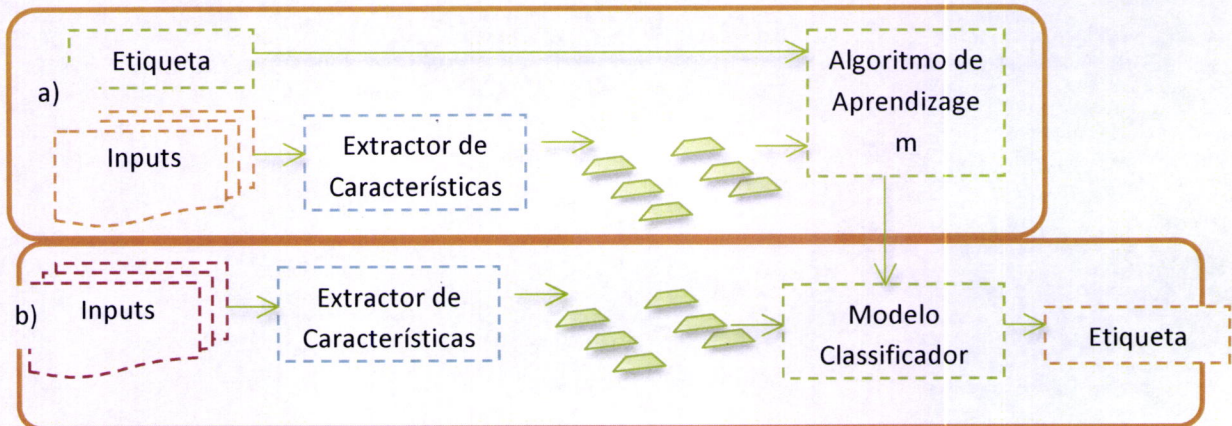 a)
Etiqueta
Inputs
Extractor de
Características
Algoritmo de
Aprendizage
m
b)
Inputs
Extractor de
Características
Modelo
Classificador
Etiqueta